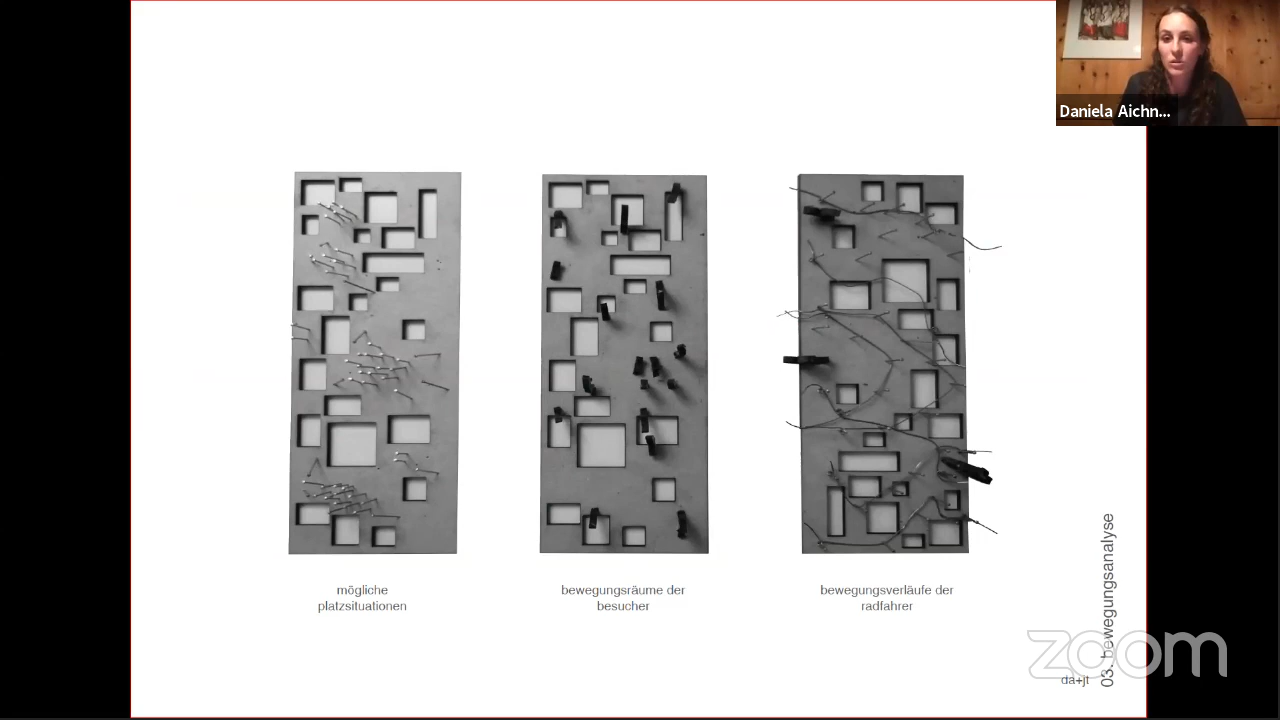 Daniela Aichn...
mögliche
platzsituationen
bewegungsräume der
besucher
bewegungsverläufe der
radfahrer
03. bewegungsanalyse
da+jt
zoom